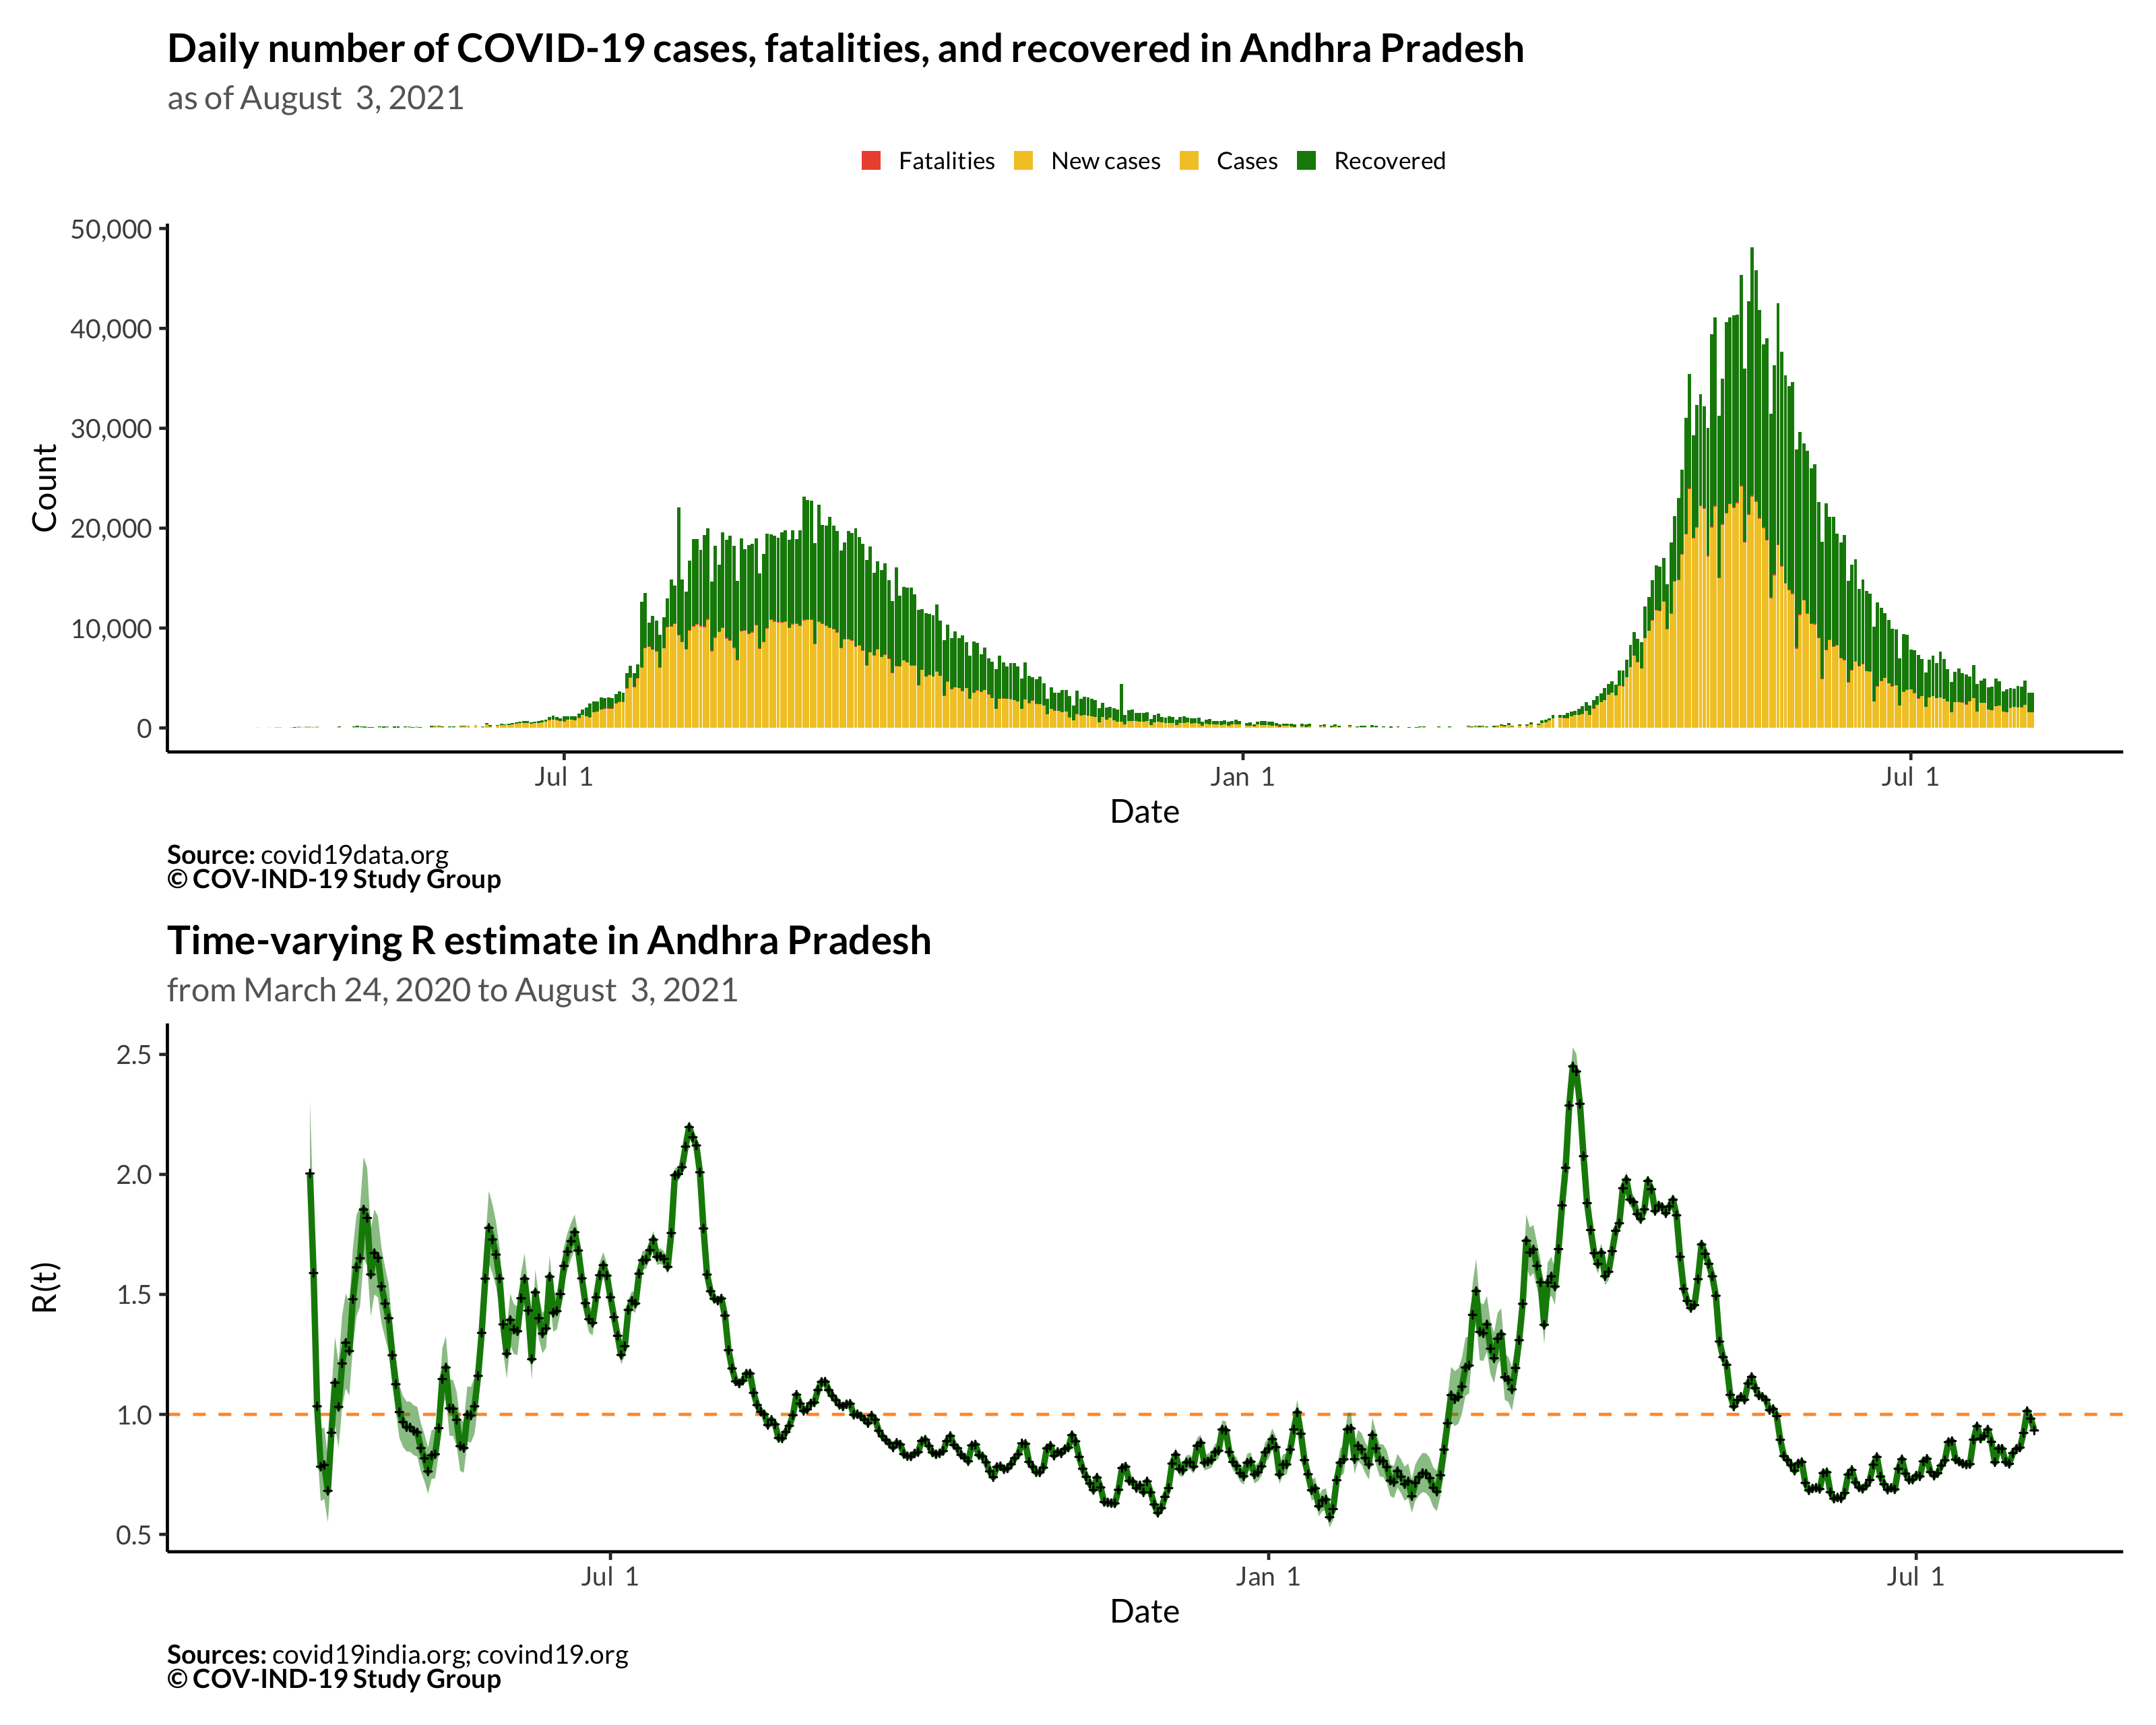 Daily number of COVID-19 cases, fatalities, and recovered in Andhra Pradesh
as of August  3, 2021
Fatalities New cases Cases Recovered
50,000
40,000
30,000
20,000
10,000
0
Count
Jul  1 Jan  1 Jul  1
Date
Source: covid19data.org
© COV-IND-19 Study Group
Time-varying R estimate in Andhra Pradesh
from March 24, 2020 to August  3, 2021
2.5
2.0
1.5
1.0
0.5
R(t)
Jul  1 Jan  1 Jul  1
Date
Sources: covid19india.org; covind19.org
© COV-IND-19 Study Group